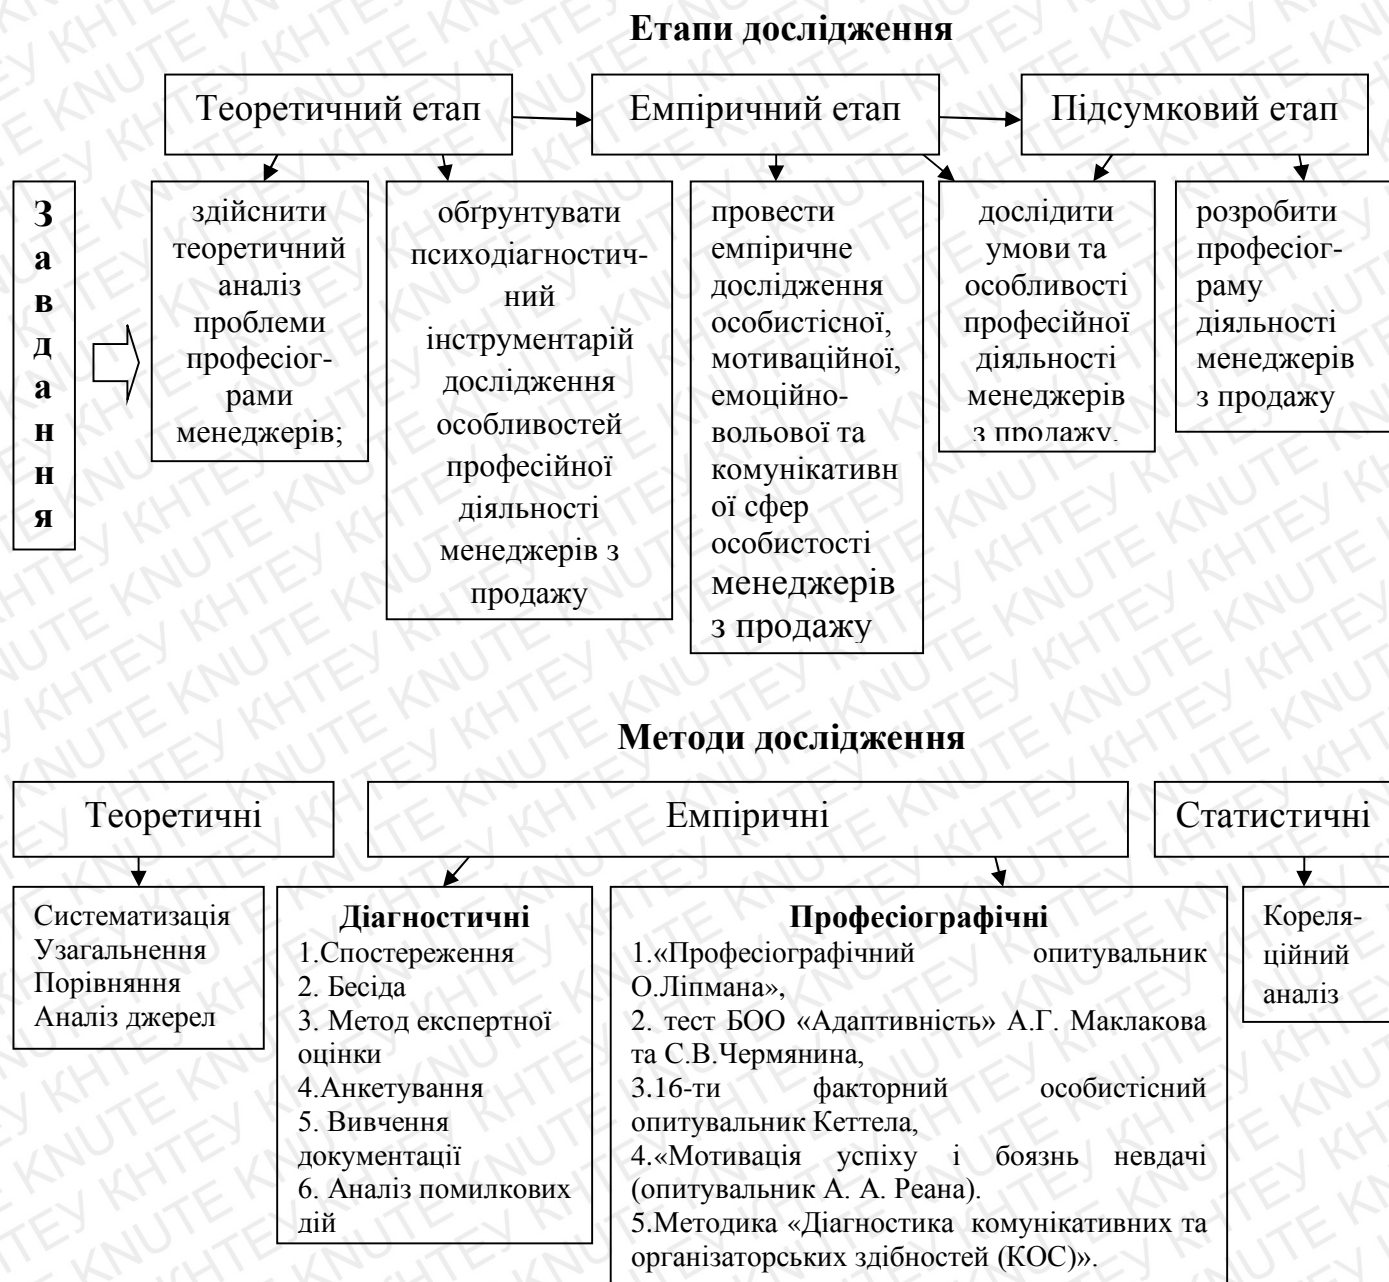 Етапи дослідження
Теоретичний етап
Емпіричний етап
Підсумковий етап
З
а
в
д
а
н
н
я
здійснити
теоретичний
аналіз
проблеми
професіог-
рами
менеджерів;
обґрунтувати
психодіагностич-
ний
інструментарій
дослідження
особливостей
професійної
діяльності
менеджерів з
продажу
провести
емпіричне
дослідження
особистісної,
мотиваційної,
емоційно-
вольової та
комунікативн
ої сфер
особистості
менеджерів
з продажу
дослідити
умови та
особливості
професійної
діяльності
менеджерів
з продажу.
розробити
професіог-
раму
діяльності
менеджерів
з продажу
Методи дослідження
Теоретичні
Емпіричні
Статистичні
Систематизація
Узагальнення
Порівняння
Аналіз джерел
Діагностичні
1.Спостереження
2. Бесіда
3. Метод експертної
оцінки
4.Анкетування
5. Вивчення
документації
6. Аналіз помилкових
дій
Професіографічні
1.«Професіографічний опитувальник
О.Ліпмана»,
2. тест БОО «Адаптивність» А.Г. Маклакова
та С.В.Чермянина,
3.16-ти факторний особистісний
опитувальник Кеттела,
4.«Мотивація успіху і боязнь невдачі
(опитувальник А. А. Реана).
5.Методика «Діагностика комунікативних та
організаторських здібностей (КОС)».
Кореля-
ційний
аналіз